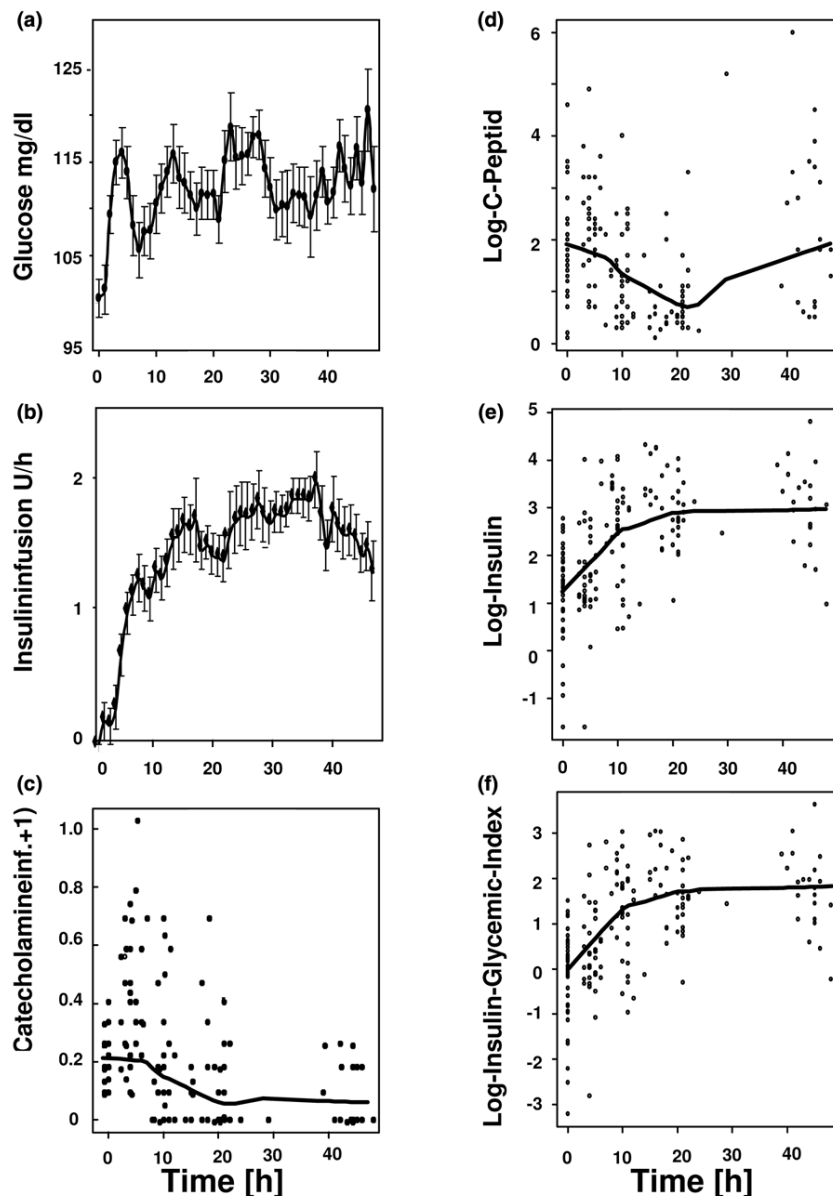 (a)
Glucose mg/dl
125
115
105
95
0 10 20 30 40
(b)
Insulininfusion U/h
2
1
0
0 10 20 30 40
(c)
Catecholamineinf.+1)
1.0
0.8
0.6
0.4
0.2
0
0 10 20 30 40
Time [h]
(d)
Log-C-Peptid
6
4
2
0
0 10 20 30 40
(e)
Log-Insulin
5
4
3
2
1
0
-1
0 10 20 30 40
(f)
Log-Insulin-Glycemic-Index
3
2
1
0
-1
-2
-3
0 10 20 30 40
Time [h]